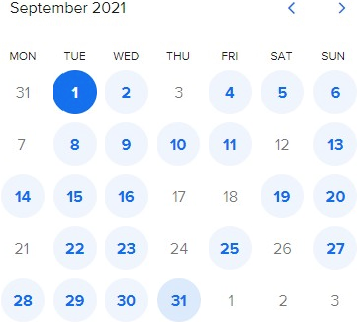 September 2021
MON TUE WED THU FRI SAT SUN
31 1 2 3 4 5 6
7 8 9 10 11 12 13
14 15 16 17 18 19 20
21 22 23 24 25 26 27
28 29 30 31 1 2 3